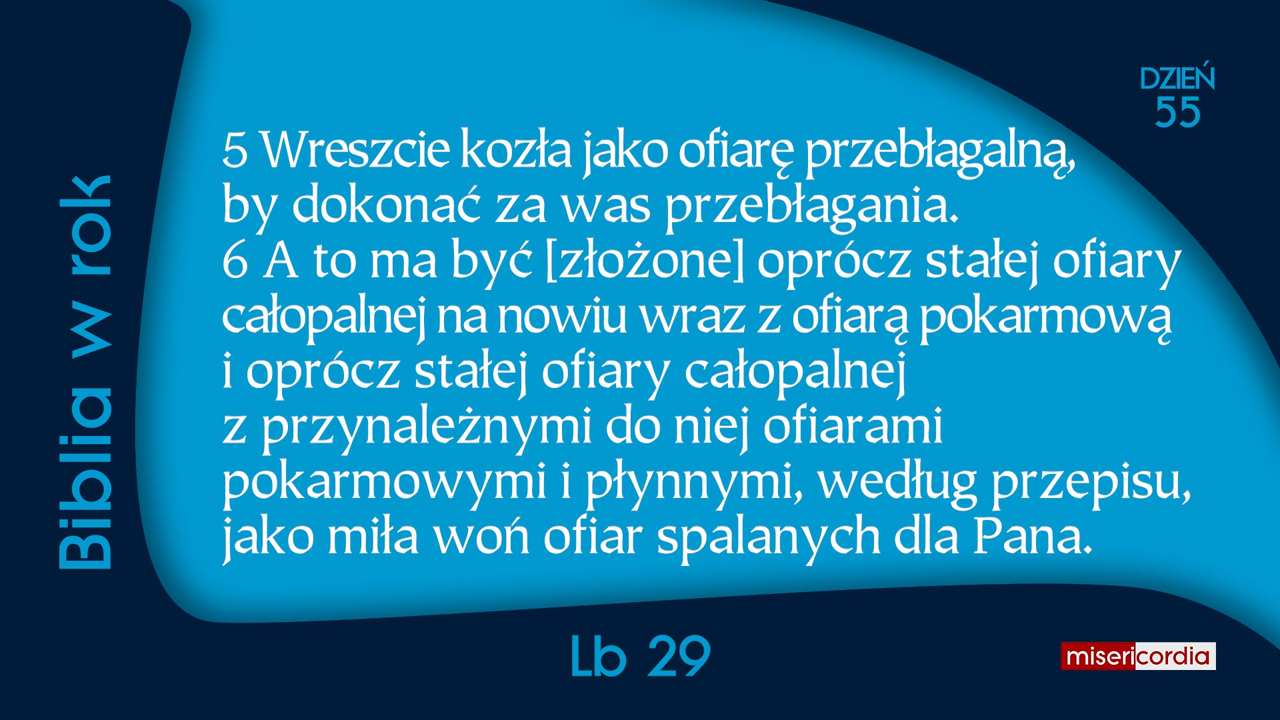 DZIEŃ
55
5 Wreszcie kozła jako ofiarę przebłagalną,
by dokonać za was przebłagania.
6 A to ma być [złożone] oprócz stałej ofiary
całopalnej na nowiu wraz z ofiarą pokarmową
i oprócz stałej ofiary całopalnej
z przynależnymi do niej ofiarami
pokarmowymi i płynnymi, według przepisu,
jako miła woń ofiar spalanych dla Pana.
Biblia w rok
Lb 29
misericordia